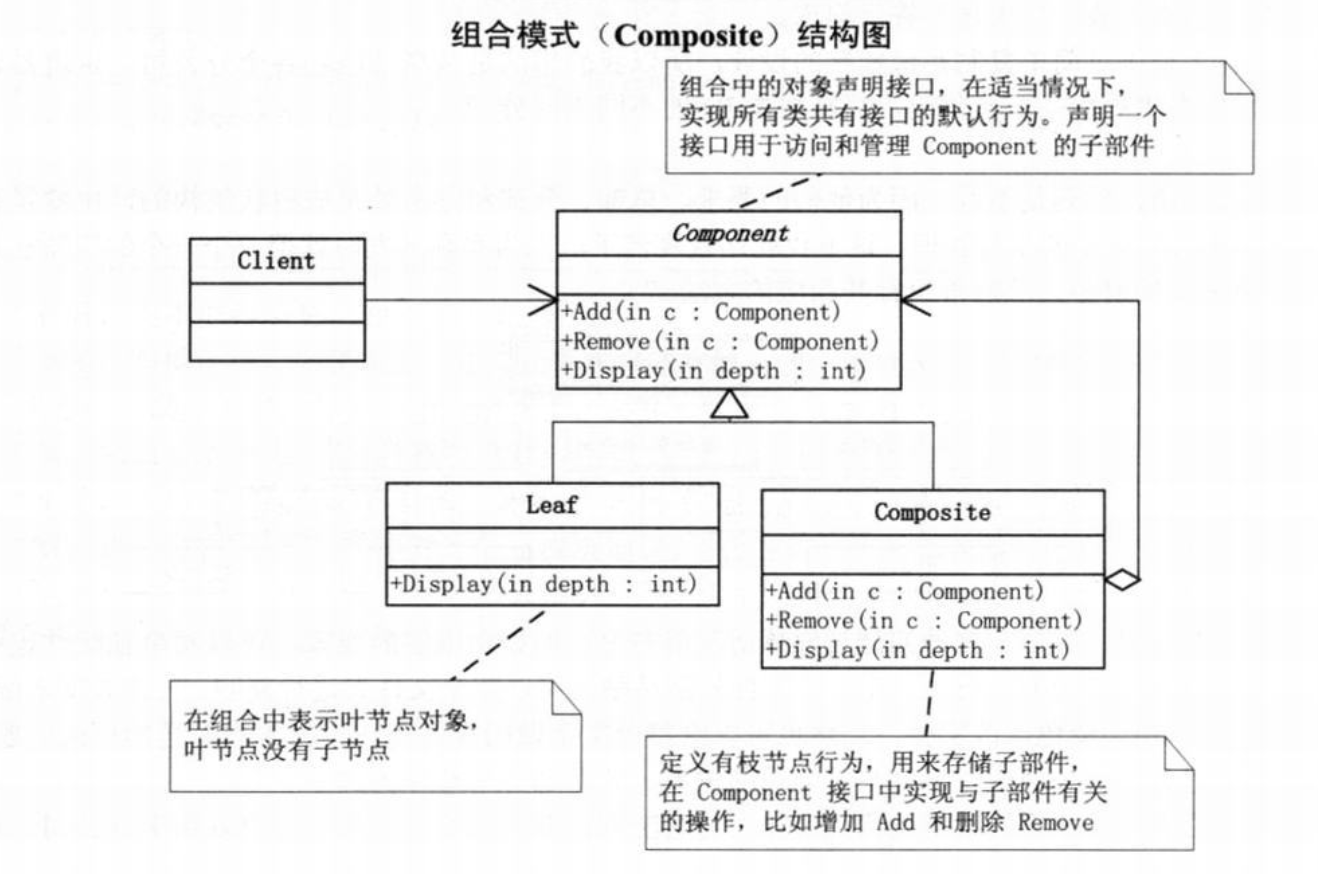 组合模式（Composite）结构图
组合中的对象声明接口，在适当情况下，
实现所有类共有接口的默认行为。声明一个
接口用于访问和管理 Component 的子部件
Component
+Add(in c : Component)
+Remove(in c : Component)
+Display(in depth : int)
Client
Leaf
+Display(in depth : int)
Composite
+Add(in c : Component)
+Remove(in c : Component)
+Display(in depth : int)
在组合中表示叶节点对象，
叶节点没有子节点
定义有枝节点行为，用来存储子部件，
在 Component 接口中实现与子部件有关
的操作，比如增加 Add 和删除 Remove